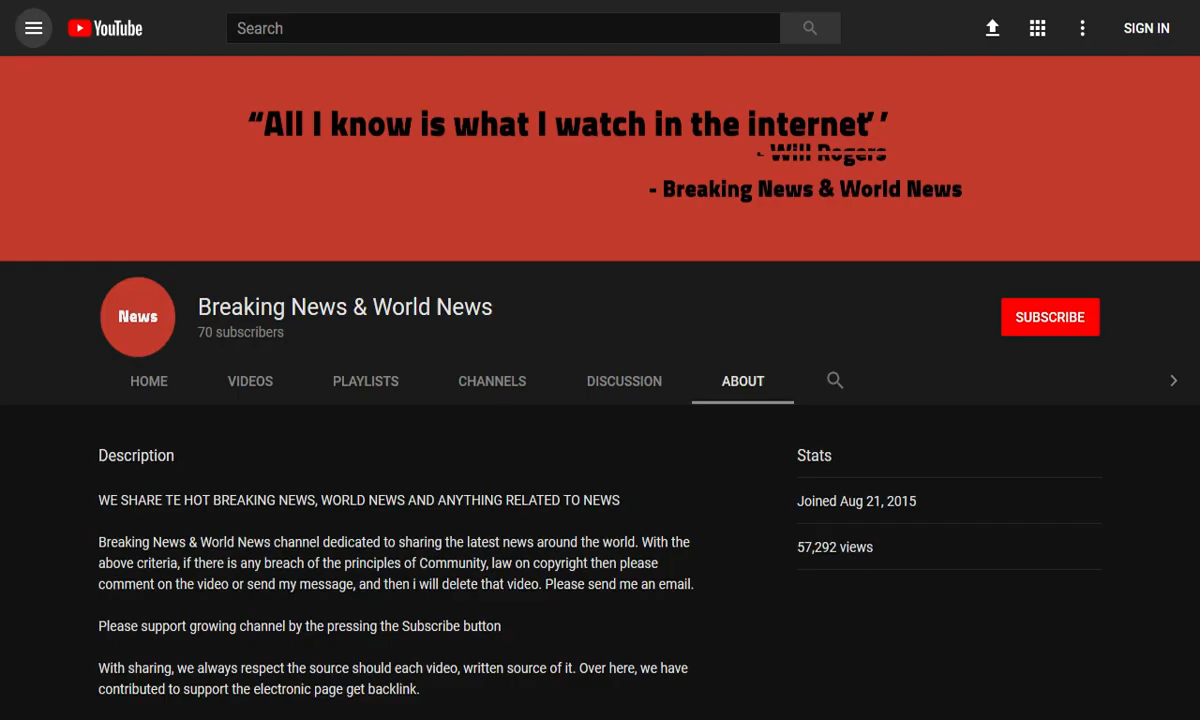 YouTube
Search
SIGN IN
“All I know is what I watch in the internet’’
- Will Rogers
- Breaking News & World News
News
Breaking News & World News
70 subscribers
SUBSCRIBE
HOME VIDEOS PLAYLISTS CHANNELS DISCUSSION ABOUT
Description
WE SHARE TE HOT BREAKING NEWS, WORLD NEWS AND ANYTHING RELATED TO NEWS
Breaking News & World News channel dedicated to sharing the latest news around the world. With the
above criteria, if there is any breach of the principles of Community, law on copyright then please
comment on the video or send my message, and then i will delete that video. Please send me an email.
Please support growing channel by the pressing the Subscribe button
With sharing, we always respect the source should each video, written source of it. Over here, we have
contributed to support the electronic page get backlink.
Stats
Joined Aug 21, 2015
57,292 views